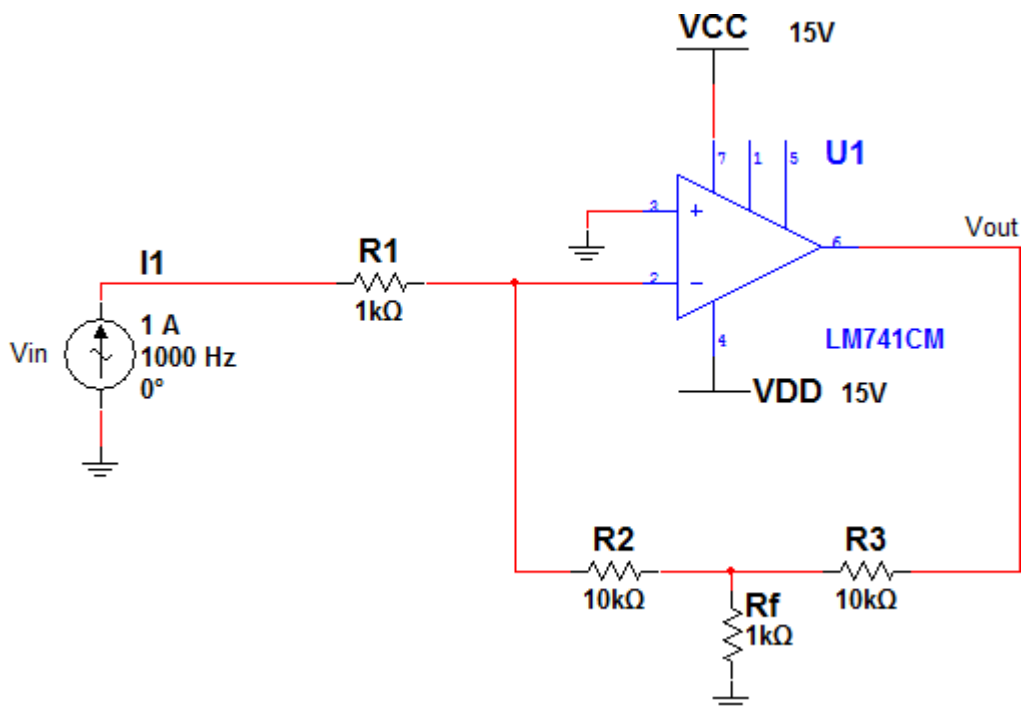 VCC 15V
7 1 5 U1
3 +
Vout
6
I1 R1
2 -
1kΩ
Vin
1 A
1000 Hz
0°
4
LM741CM
VDD 15V
R2 R3
10kΩ 10kΩ
Rf
1kΩ